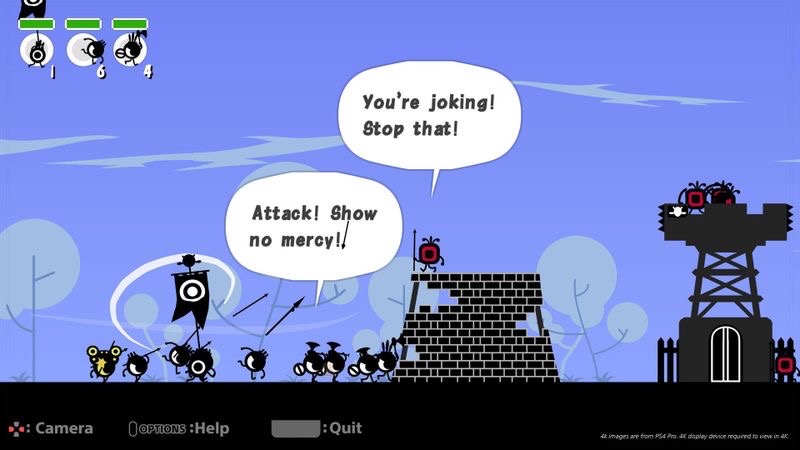 1 6 4
You're joking!
Stop that!
Attack! Show
no mercy!
: Camera
OPTIONS :Help
:Quit
4k images are from PS4 Pro. 4K display device required to view in 4K.